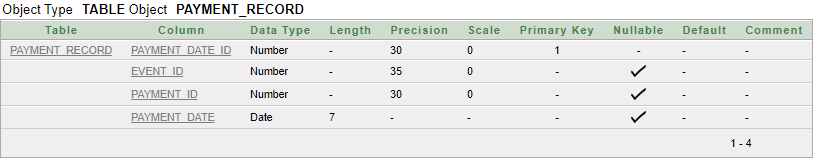 Object Type TABLE Object PAYMENT_RECORD
Table Column Data Type Length Precision Scale Primary Key Nullable Default Comment
PAYMENT_RECORD PAYMENT_DATE_ID Number - 30 0 1 - - -
EVENT_ID Number - 35 0 - ✓ - -
PAYMENT_ID Number - 30 0 - ✓ - -
PAYMENT_DATE Date 7 - - - ✓ - -
1 - 4